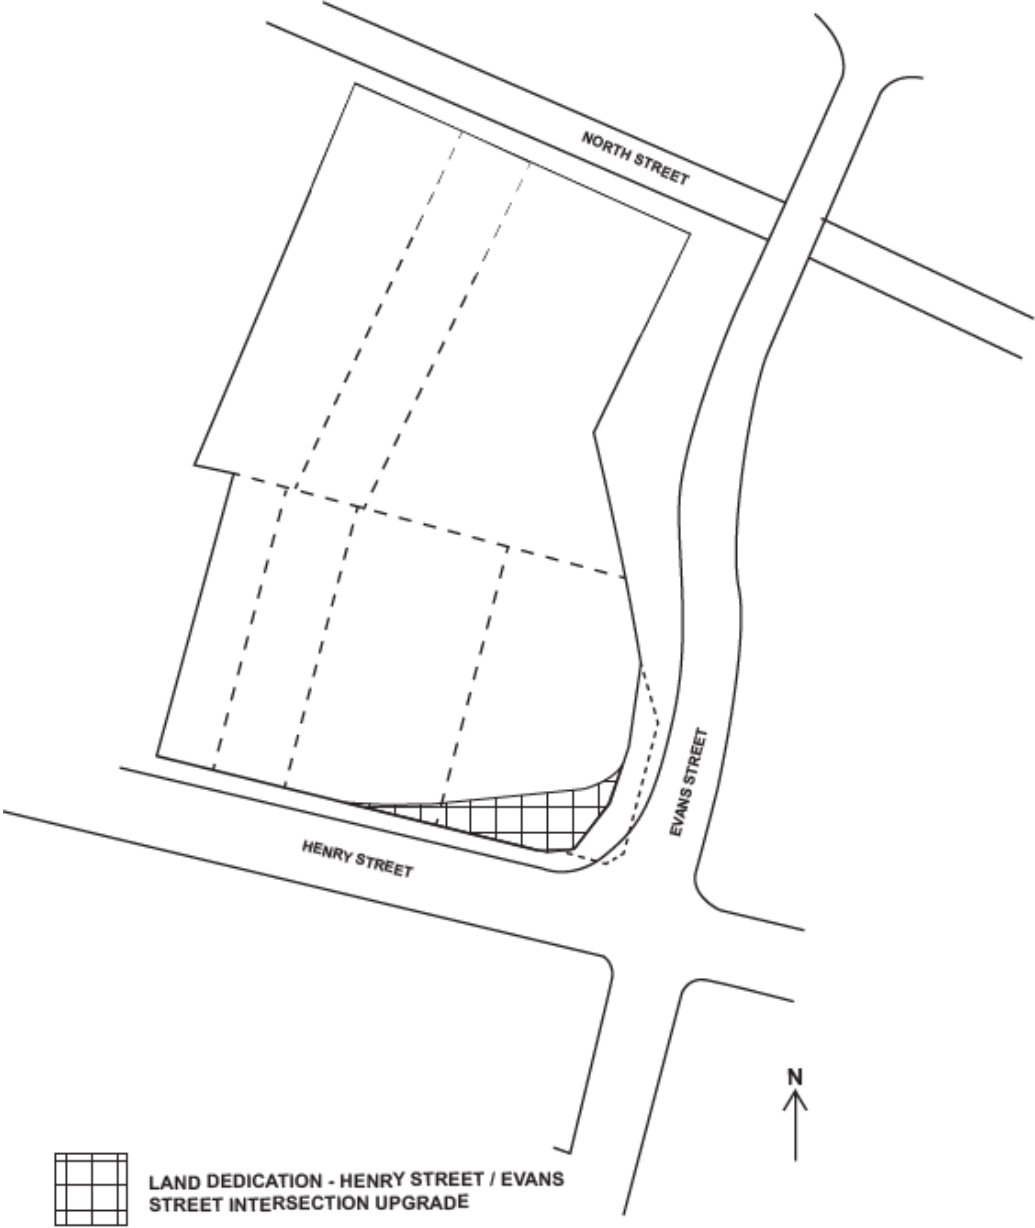 NORTH STREET
EVANS STREET
HENRY STREET
N
LAND DEDICATION - HENRY STREET / EVANS
STREET INTERSECTION UPGRADE